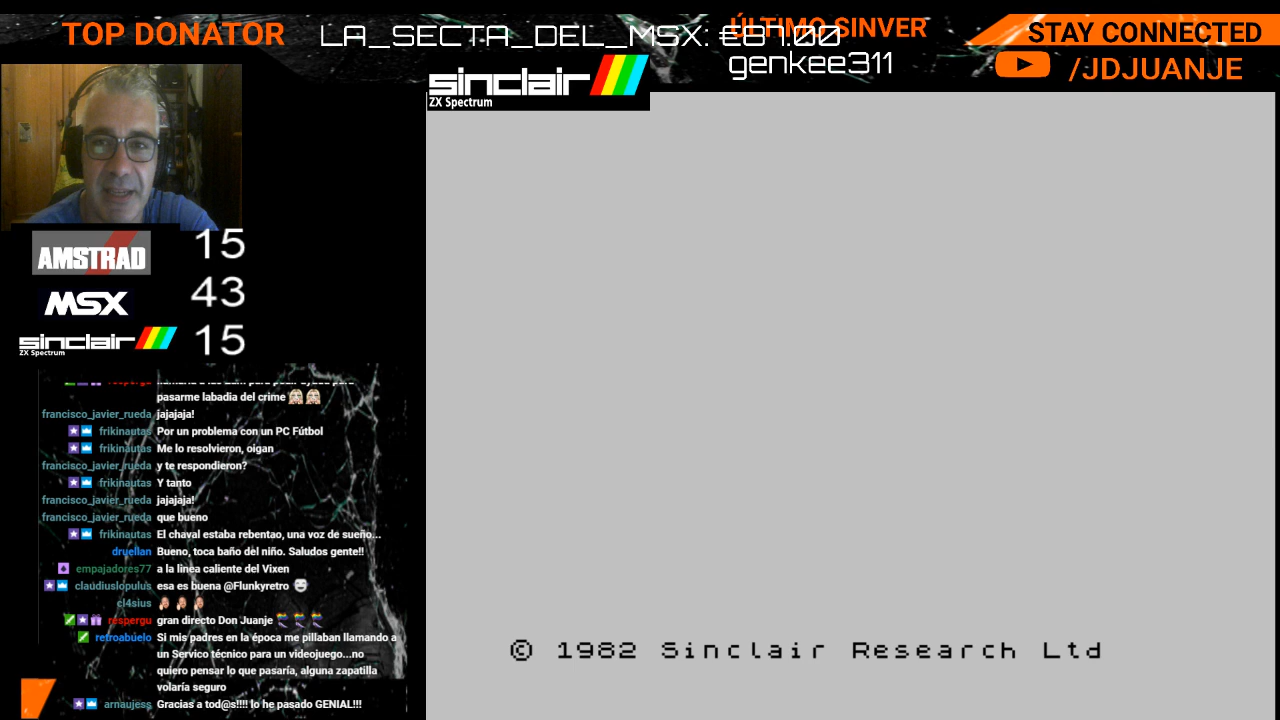 TOP DONATOR
LA_SECTA_DEL_MSX: €87.00
ÚLTIMO SINVER
genkee311
STAY CONNECTED
/JDJUANJE
sinclair
ZX Spectrum
AMSTRAD 15
MSX 43
sinclair 15
ZX Spectrum
pasarme labadia del crime
francisco_javier_rueda jajajaja!
frikinautas Por un problema con un PC Fútbol
frikinautas Me lo resolvieron, oigan
francisco_javier_rueda y te respondieron?
frikinautas Y tanto
francisco_javier_rueda jajajaja!
francisco_javier_rueda que bueno
frikinautas El chaval estaba rebentao, una voz de sueño...
druellan Bueno, toca baño del niño. Saludos gente!!
empajadores77 a la linea caliente del Vixen
claudiuslopulus esa es buena @Flunkyretro
cl4sius
respergu gran directo Don Juanje
retroabuelo Si mis padres en la época me pillaban llamando a
un Servico técnico para un videojuego...no
quiero pensar lo que pasaría, alguna zapatilla
volaría seguro
arnaujess Gracias a tod@s!!!! lo he pasado GENIAL!!!
© 1982 Sinclair Research Ltd